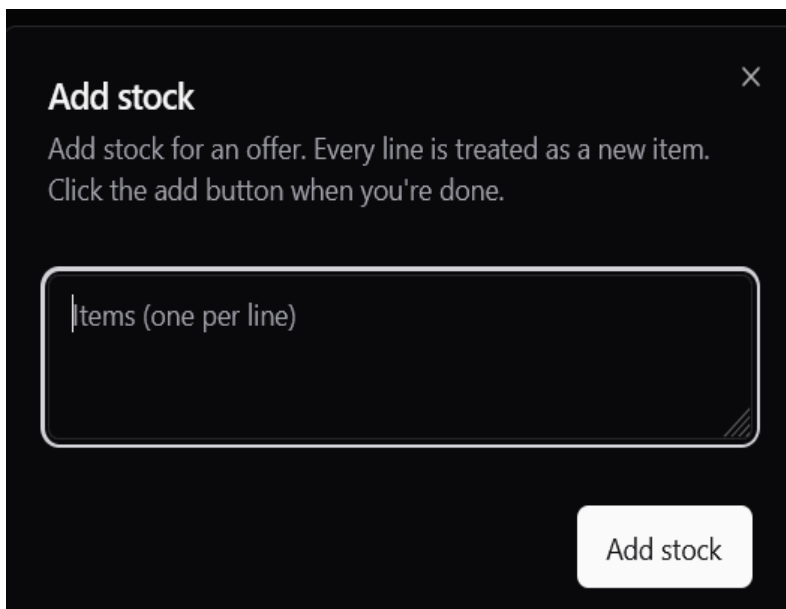 Add stock
Add stock for an offer. Every line is treated as a new item.
Click the add button when you're done.
Items (one per line)
Add stock